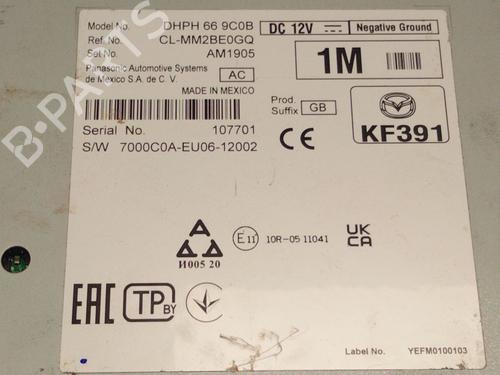 Model No. DHPH 66 9C0B
DC 12V Negative Ground
Ref. No. CL-MM2BE0GQ
Set No. AM1905
1M
Panasonic Automotive Systems
de Mexico S.A. de C. V.
AC
MADE IN MEXICO
Prod.
Suffix GB
KF391
Serial No. 107701
CE
S/W 7000C0A-EU06-12002
И005 20
E11 10R-05 11041
UK
CA
EAC TP BY
Label No. YEFM0100103
B-Parts